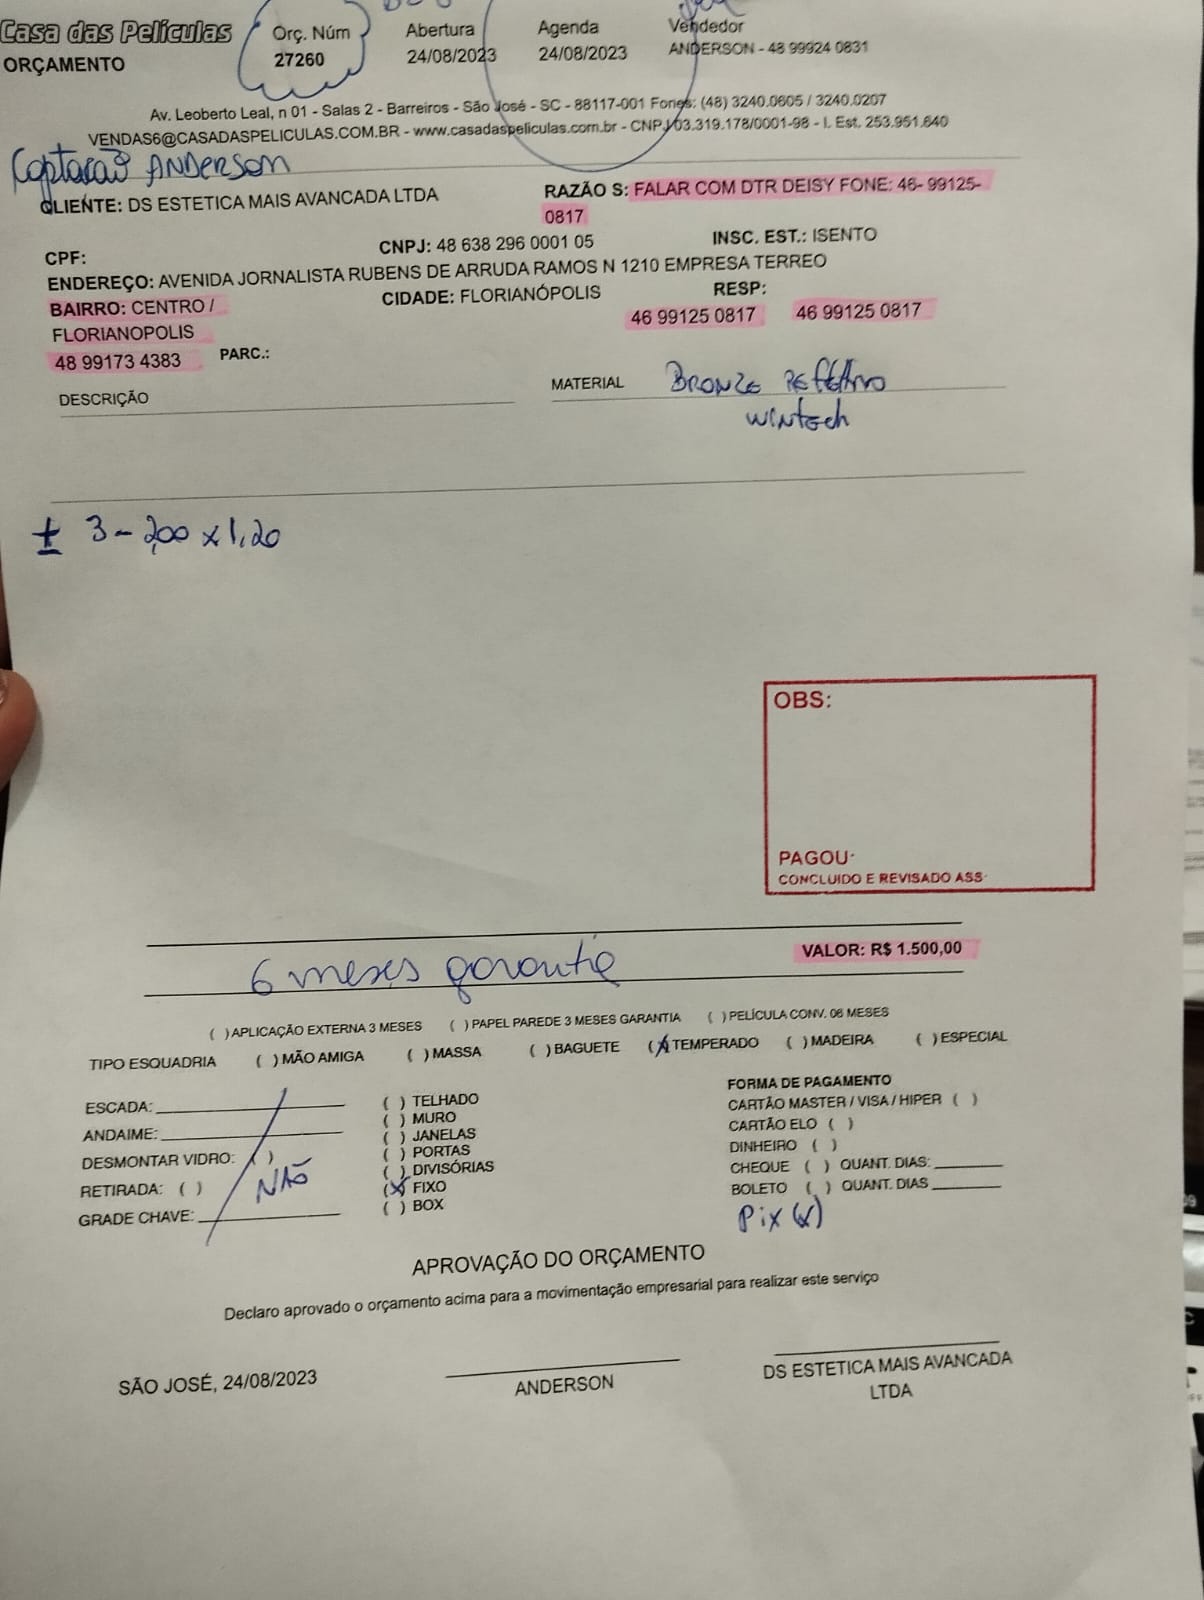 Casa das Películas Orç. Núm Abertura Agenda Vendedor
ORÇAMENTO 27260 24/08/2023 24/08/2023 ANDERSON - 48 99924 0831
Av. Leoberto Leal, n 01 - Salas 2 - Barreiros - São José - SC - 88117-001 Fones: (48) 3240.0605 / 3240.0207
VENDAS6@CASADASPELICULAS.COM.BR - www.casadaspeliculas.com.br - CNPJ 03.319.178/0001-98 - I. Est. 253.951.640
Captação ANDERSON
CLIENTE: DS ESTETICA MAIS AVANCADA LTDA RAZÃO S: FALAR COM DTR DEISY FONE: 46- 99125-
0817
CPF: CNPJ: 48 638 296 0001 05 INSC. EST.: ISENTO
ENDEREÇO: AVENIDA JORNALISTA RUBENS DE ARRUDA RAMOS N 1210 EMPRESA TERREO
BAIRRO: CENTRO / CIDADE: FLORIANÓPOLIS RESP:
FLORIANOPOLIS 46 99125 0817 46 99125 0817
48 99173 4383 PARC.:
DESCRIÇÃO MATERIAL BRONZE REFLETIVO
WINTECH
± 3 - 2,00 x 1,20
OBS:
PAGOU:
CONCLUIDO E REVISADO ASS:
VALOR: R$ 1.500,00
6 meses garantia
( ) APLICAÇÃO EXTERNA 3 MESES ( ) PAPEL PAREDE 3 MESES GARANTIA ( ) PELÍCULA CONV. 06 MESES
TIPO ESQUADRIA ( ) MÃO AMIGA ( ) MASSA ( ) BAGUETE (X) TEMPERADO ( ) MADEIRA ( ) ESPECIAL
ESCADA:
ANDAIME:
DESMONTAR VIDRO: ( )
RETIRADA: ( ) NÃO
GRADE CHAVE:
( ) TELHADO
( ) MURO
( ) JANELAS
( ) PORTAS
( ) DIVISÓRIAS
(X) FIXO
( ) BOX
FORMA DE PAGAMENTO
CARTÃO MASTER / VISA / HIPER ( )
CARTÃO ELO ( )
DINHEIRO ( )
CHEQUE ( ) QUANT. DIAS:
BOLETO ( ) QUANT. DIAS
Pix (x)
APROVAÇÃO DO ORÇAMENTO
Declaro aprovado o orçamento acima para a movimentação empresarial para realizar este serviço
SÃO JOSÉ, 24/08/2023 ANDERSON DS ESTETICA MAIS AVANCADA
LTDA